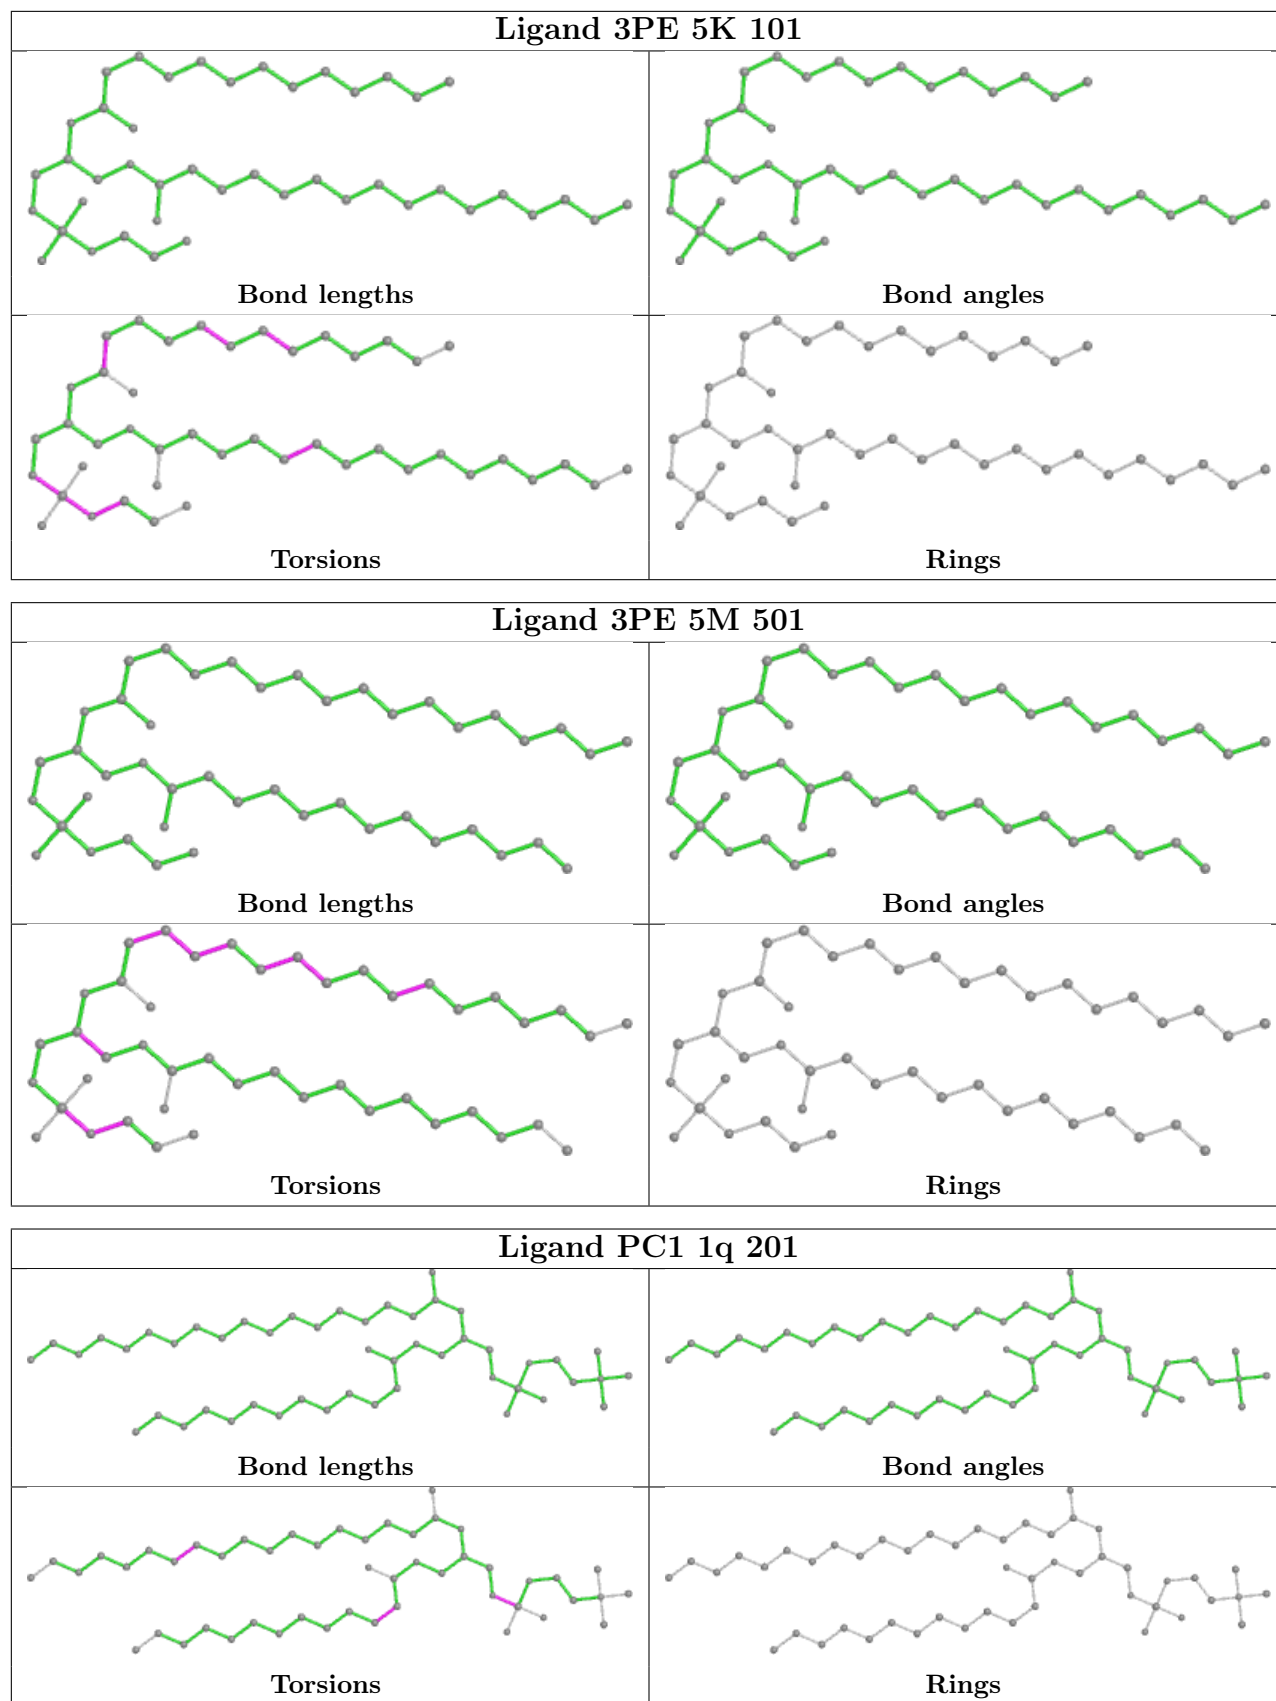 Ligand 3PE 5K 101
Bond lengths
Bond angles
Torsions
Rings
Ligand 3PE 5M 501
Bond lengths
Bond angles
Torsions
Rings
Ligand PC1 1q 201
Bond lengths
Bond angles
Torsions
Rings